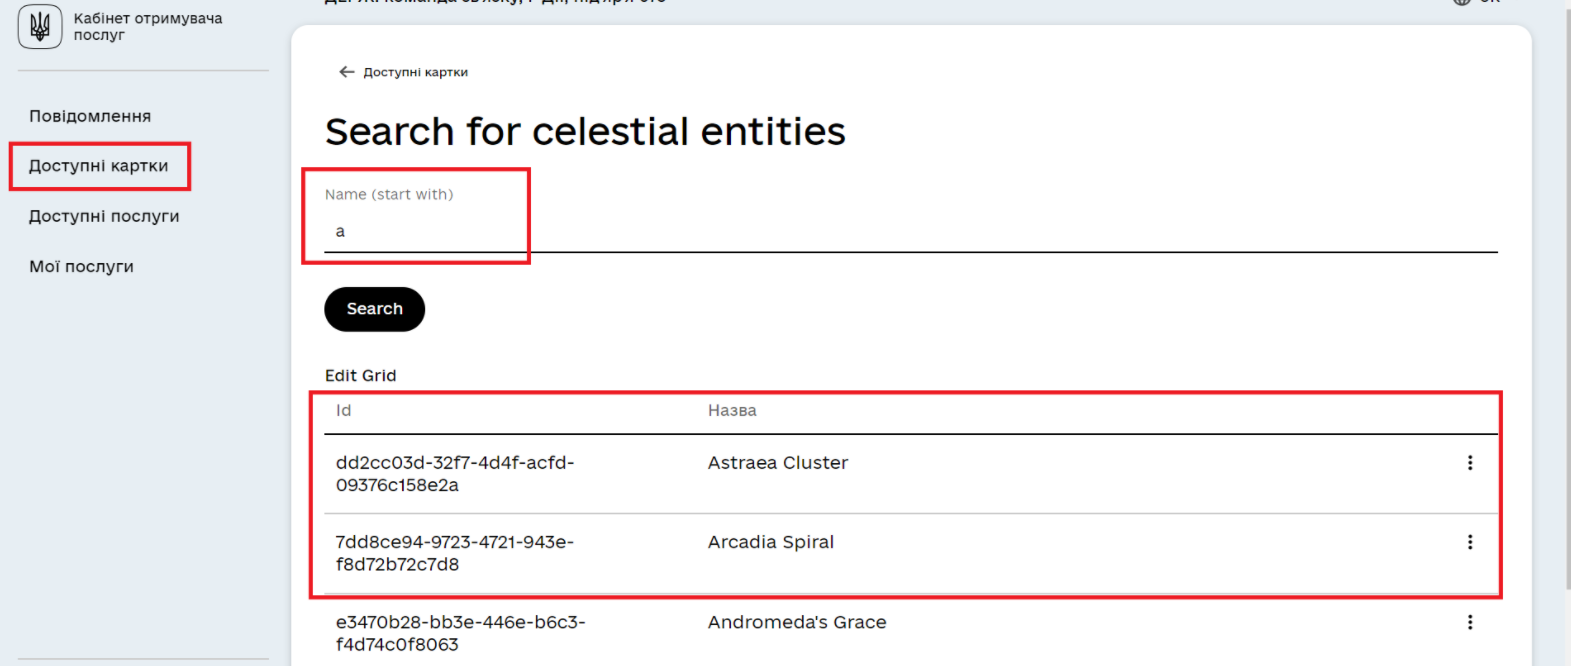 Кабінет отримувача
послуг
Повідомлення
Доступні картки
Доступні послуги
Мої послуги
← Доступні картки
Search for celestial entities
Name (start with)
a
Search
Edit Grid
Id Назва
dd2cc03d-32f7-4d4f-acfd-
09376c158e2a
Astraea Cluster
7dd8ce94-9723-4721-943e-
f8d72b72c7d8
Arcadia Spiral
e3470b28-bb3e-446e-b6c3-
f4d74c0f8063
Andromeda's Grace